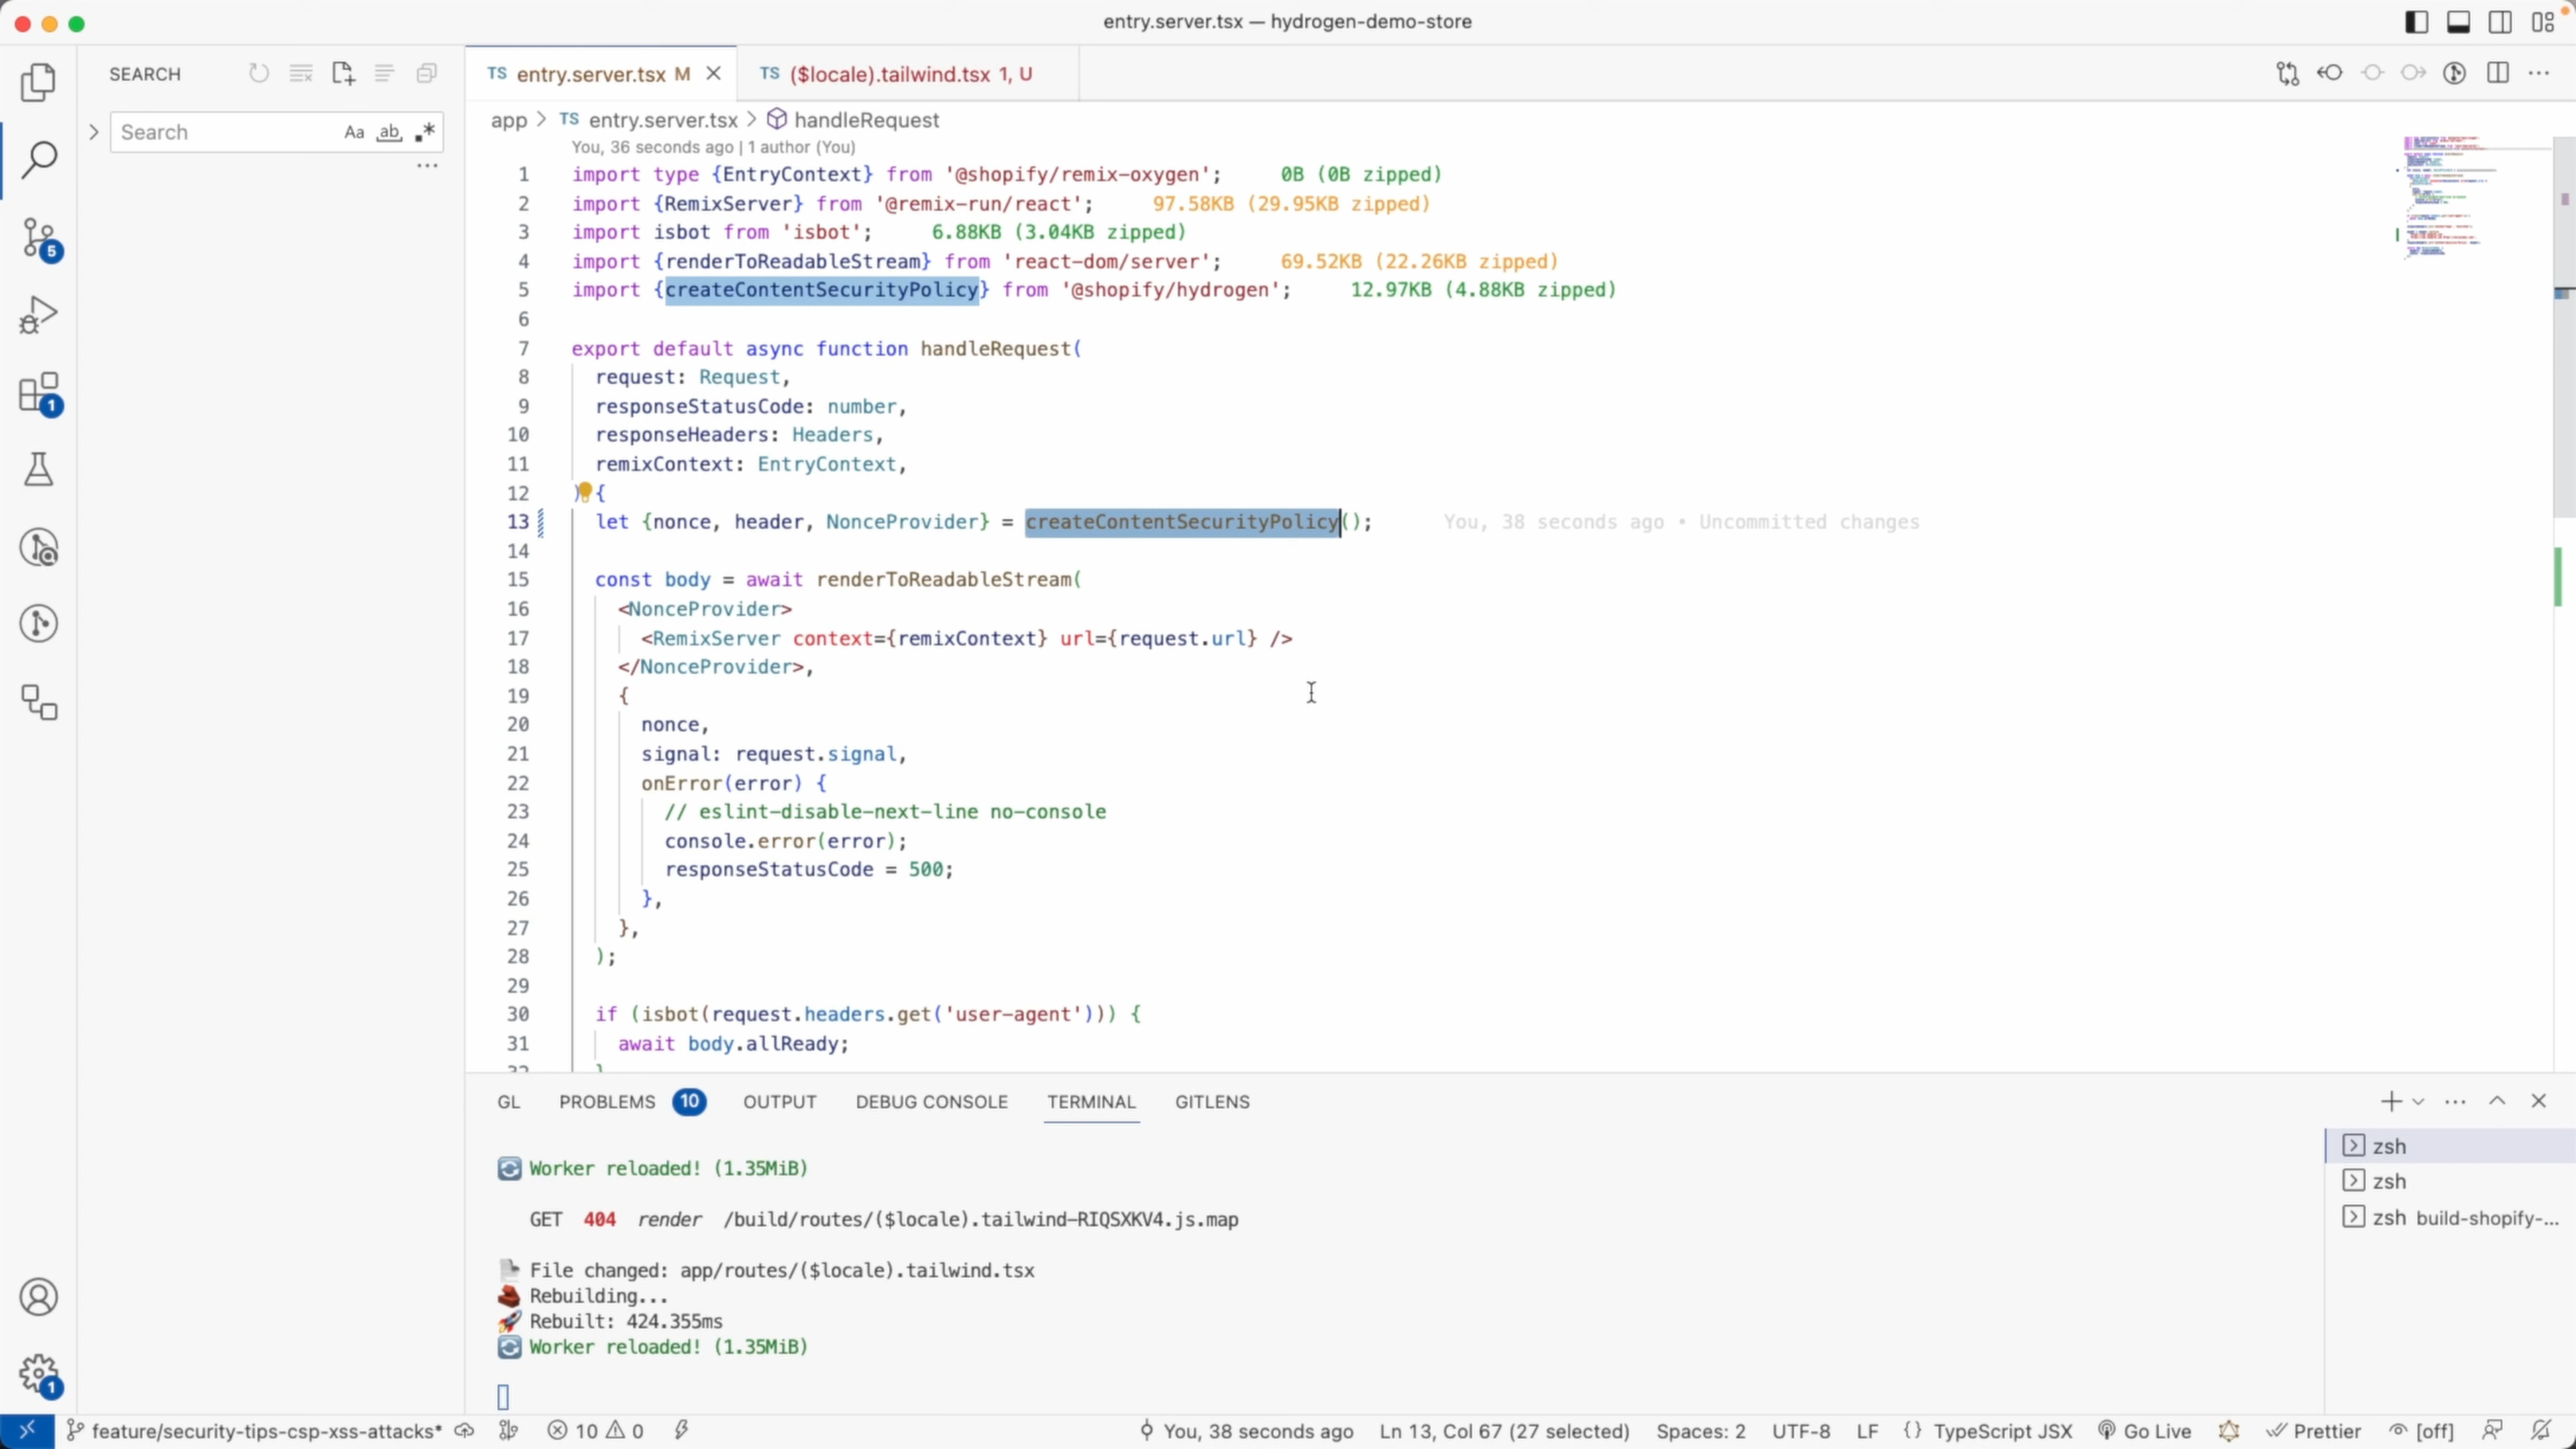 entry.server.tsx — hydrogen-demo-store
SEARCH
Search
Aa ab
5
1
1
TS entry.server.tsx M
TS ($locale).tailwind.tsx 1, U
app > TS entry.server.tsx > handleRequest
You, 36 seconds ago | 1 author (You)
1 import type {EntryContext} from '@shopify/remix-oxygen'; 0B (0B zipped)
2 import {RemixServer} from '@remix-run/react'; 97.58KB (29.95KB zipped)
3 import isbot from 'isbot'; 6.88KB (3.04KB zipped)
4 import {renderToReadableStream} from 'react-dom/server'; 69.52KB (22.26KB zipped)
5 import {createContentSecurityPolicy} from '@shopify/hydrogen'; 12.97KB (4.88KB zipped)
6
7 export default async function handleRequest(
8 request: Request,
9 responseStatusCode: number,
10 responseHeaders: Headers,
11 remixContext: EntryContext,
12 ) {
13 let {nonce, header, NonceProvider} = createContentSecurityPolicy(); You, 38 seconds ago • Uncommitted changes
14
15 const body = await renderToReadableStream(
16 <NonceProvider>
17 <RemixServer context={remixContext} url={request.url} />
18 </NonceProvider>,
19 {
20 nonce,
21 signal: request.signal,
22 onError(error) {
23 // eslint-disable-next-line no-console
24 console.error(error);
25 responseStatusCode = 500;
26 },
27 },
28 );
29
30 if (isbot(request.headers.get('user-agent'))) {
31 await body.allReady;
32 }
GL PROBLEMS 10 OUTPUT DEBUG CONSOLE TERMINAL GITLENS
Worker reloaded! (1.35MiB)
GET 404 render /build/routes/($locale).tailwind-RIQSXKV4.js.map
File changed: app/routes/($locale).tailwind.tsx
Rebuilding...
Rebuilt: 424.355ms
Worker reloaded! (1.35MiB)
zsh
zsh
zsh build-shopify-...
feature/security-tips-csp-xss-attacks* 10 0 You, 38 seconds ago Ln 13, Col 67 (27 selected) Spaces: 2 UTF-8 LF {} TypeScript JSX Go Live Prettier [off]